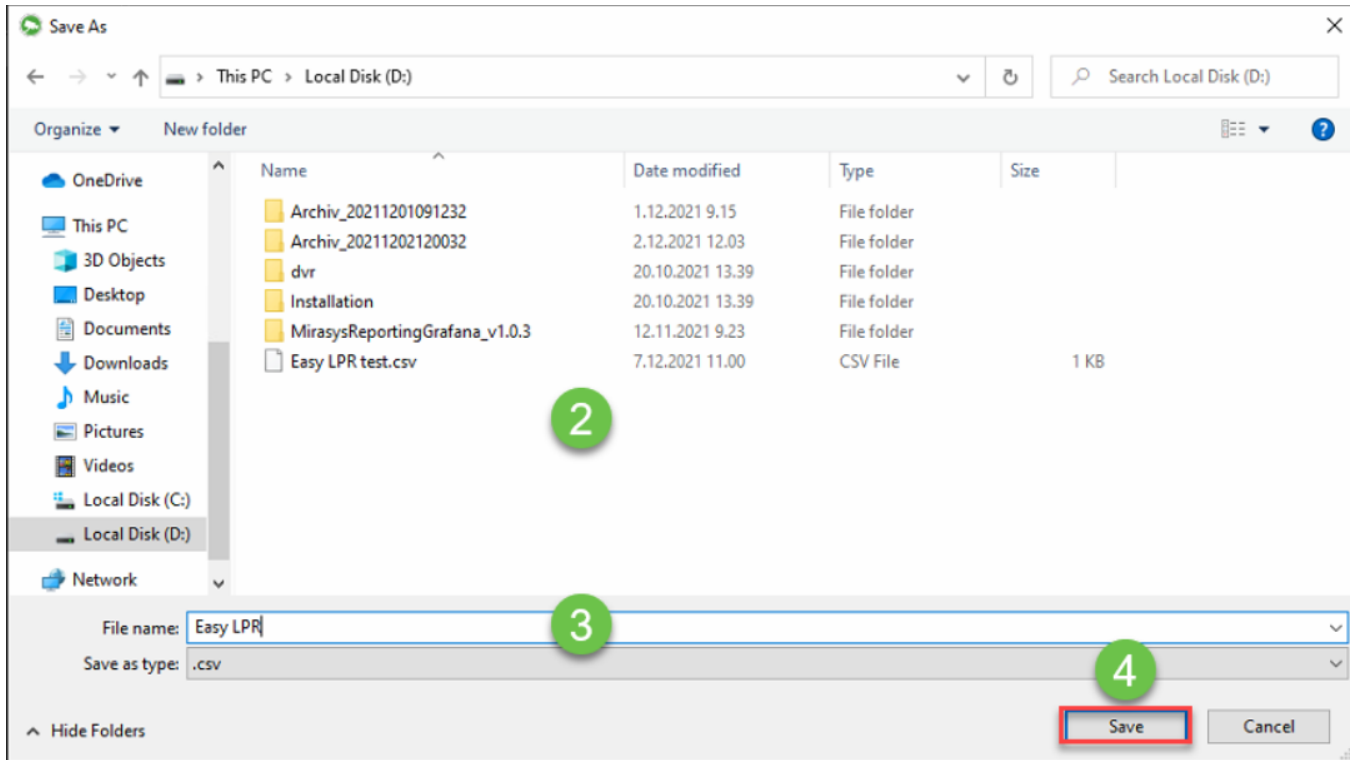 Save As
This PC > Local Disk (D:)
Search Local Disk (D:)
Organize
New folder
?
Name Date modified Type Size
OneDrive
This PC
3D Objects
Desktop
Documents
Downloads
Music
Pictures
Videos
Local Disk (C:)
Local Disk (D:)
Network
Archiv_20211201091232 1.12.2021 9.15 File folder
Archiv_20211202120032 2.12.2021 12.03 File folder
dvr 20.10.2021 13.39 File folder
Installation 20.10.2021 13.39 File folder
MirasysReportingGrafana_v1.0.3 12.11.2021 9.23 File folder
Easy LPR test.csv 7.12.2021 11.00 CSV File 1 KB
2
File name: Easy LPR
3
Save as type: .csv
4
Hide Folders
Save
Cancel